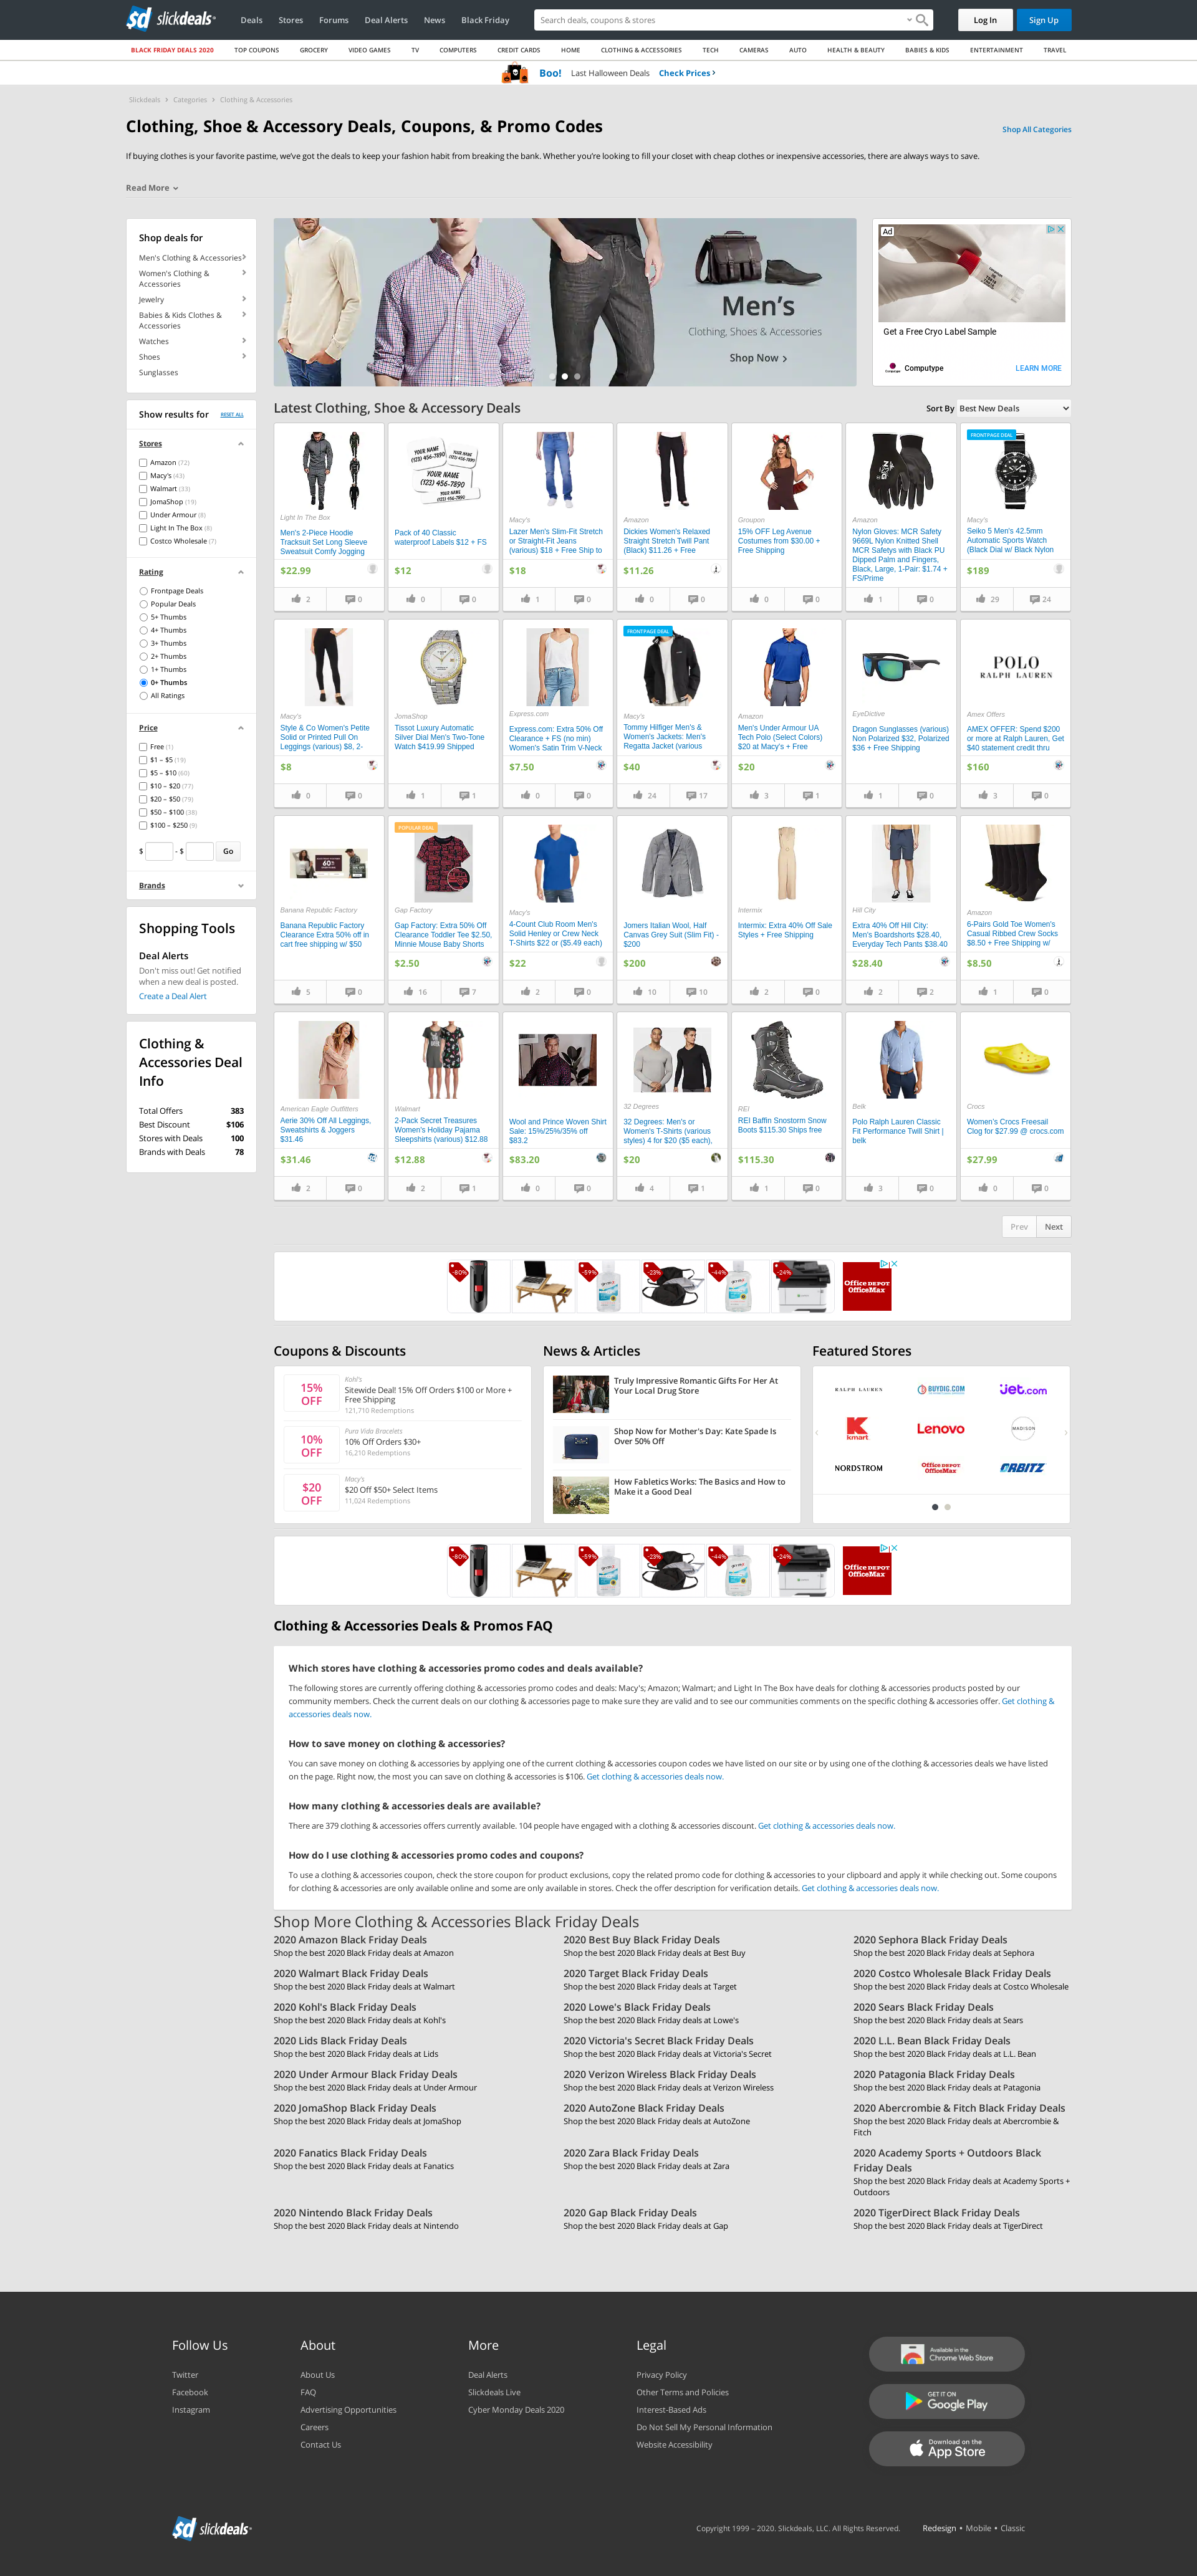 slickdeals
Deals
Stores
Forums
Deal Alerts
News
Black Friday
Search deals, coupons & stores
Log In
Sign Up
BLACK FRIDAY DEALS 2020
TOP COUPONS
GROCERY
VIDEO GAMES
TV
COMPUTERS
CREDIT CARDS
HOME
CLOTHING & ACCESSORIES
TECH
CAMERAS
AUTO
HEALTH & BEAUTY
BABIES & KIDS
ENTERTAINMENT
TRAVEL
Boo! Last Halloween Deals Check Prices
Slickdeals > Categories > Clothing & Accessories
Clothing, Shoe & Accessory Deals, Coupons, & Promo Codes
Shop All Categories
If buying clothes is your favorite pastime, we've got the deals to keep your fashion habit from breaking the bank. Whether you're looking to fill your closet with cheap clothes or inexpensive accessories, there are always ways to save.
Read More
Shop deals for
Men's Clothing & Accessories
Women's Clothing &
Accessories
Jewelry
Babies & Kids Clothes &
Accessories
Watches
Shoes
Sunglasses
Men's
Clothing, Shoes & Accessories
Shop Now
Ad
Get a Free Cryo Label Sample
Computype
LEARN MORE
Show results for
RESET ALL
Stores
Amazon (72)
Macy's (43)
Walmart (33)
JomaShop (19)
Under Armour (8)
Light In The Box (8)
Costco Wholesale (7)
Rating
Frontpage Deals
Popular Deals
5+ Thumbs
4+ Thumbs
3+ Thumbs
2+ Thumbs
1+ Thumbs
0+ Thumbs
All Ratings
Price
Free (1)
$1 – $5 (19)
$5 – $10 (60)
$10 – $20 (77)
$20 – $50 (79)
$50 – $100 (38)
$100 – $250 (9)
$ - $ Go
Brands
Shopping Tools
Deal Alerts
Don't miss out! Get notified
when a new deal is posted.
Create a Deal Alert
Clothing &
Accessories Deal
Info
Total Offers 383
Best Discount $106
Stores with Deals 100
Brands with Deals 78
Latest Clothing, Shoe & Accessory Deals
Sort By Best New Deals
Light In The Box
Men's 2-Piece Hoodie
Tracksuit Set Long Sleeve
Sweatsuit Comfy Jogging
$22.99
2 0
YOUR NAME
(123) 456-7890
Pack of 40 Classic
waterproof Labels $12 + FS
$12
0 0
Macy's
Lazer Men's Slim-Fit Stretch
or Straight-Fit Jeans
(various) $18 + Free Ship to
$18
1 0
Amazon
Dickies Women's Relaxed
Straight Stretch Twill Pant
(Black) $11.26 + Free
$11.26
0 0
Groupon
15% OFF Leg Avenue
Costumes from $30.00 +
Free Shipping
0 0
Amazon
Nylon Gloves: MCR Safety
9669L Nylon Knitted Shell
MCR Safetys with Black PU
Dipped Palm and Fingers,
Black, Large, 1-Pair: $1.74 +
FS/Prime
1 0
FRONTPAGE DEAL
Macy's
Seiko 5 Men's 42.5mm
Automatic Sports Watch
(Black Dial w/ Black Nylon
$189
29 24
Macy's
Style & Co Women's Petite
Solid or Printed Pull On
Leggings (various) $8, 2-
$8
0 0
JomaShop
Tissot Luxury Automatic
Silver Dial Men's Two-Tone
Watch $419.99 Shipped
1 1
Express.com
Express.com: Extra 50% Off
Clearance + FS (no min)
Women's Satin Trim V-Neck
$7.50
0 0
FRONTPAGE DEAL
Macy's
Tommy Hilfiger Men's &
Women's Jackets: Men's
Regatta Jacket (various
$40
24 17
Amazon
Men's Under Armour UA
Tech Polo (Select Colors)
$20 at Macy's + Free
$20
3 1
EyeDictive
Dragon Sunglasses (various)
Non Polarized $32, Polarized
$36 + Free Shipping
1 0
POLO
RALPH LAUREN
Amex Offers
AMEX OFFER: Spend $200
or more at Ralph Lauren, Get
$40 statement credit thru
$160
3 0
60%
Banana Republic Factory
Banana Republic Factory
Clearance Extra 50% off in
cart free shipping w/ $50
5 0
POPULAR DEAL
Gap Factory
Gap Factory: Extra 50% Off
Clearance Toddler Tee $2.50,
Minnie Mouse Baby Shorts
$2.50
16 7
Macy's
4-Count Club Room Men's
Solid Henley or Crew Neck
T-Shirts $22 or ($5.49 each)
$22
2 0
Jomers Italian Wool, Half
Canvas Grey Suit (Slim Fit) -
$200
$200
10 10
Intermix
Intermix: Extra 40% Off Sale
Styles + Free Shipping
2 0
Hill City
Extra 40% Off Hill City:
Men's Boardshorts $28.40,
Everyday Tech Pants $38.40
$28.40
2 2
Amazon
6-Pairs Gold Toe Women's
Casual Ribbed Crew Socks
$8.50 + Free Shipping w/
$8.50
1 0
American Eagle Outfitters
Aerie 30% Off All Leggings,
Sweatshirts & Joggers
$31.46
$31.46
2 0
Walmart
2-Pack Secret Treasures
Women's Holiday Pajama
Sleepshirts (various) $12.88
$12.88
2 1
Wool and Prince Woven Shirt
Sale: 15%/25%/35% off
$83.2
$83.20
0 0
32 Degrees
32 Degrees: Men's or
Women's T-Shirts (various
styles) 4 for $20 ($5 each),
$20
4 1
REI
REI Baffin Snostorm Snow
Boots $115.30 Ships free
$115.30
1 0
Belk
Polo Ralph Lauren Classic
Fit Performance Twill Shirt |
belk
3 0
Crocs
Women's Crocs Freesail
Clog for $27.99 @ crocs.com
$27.99
0 0
Prev Next
-80%
-59%
-23%
-44%
-24%
Office DEPOT
OfficeMax
Coupons & Discounts
15%
OFF
Kohl's
Sitewide Deal! 15% Off Orders $100 or More +
Free Shipping
121,710 Redemptions
10%
OFF
Pura Vida Bracelets
10% Off Orders $30+
16,210 Redemptions
$20
OFF
Macy's
$20 Off $50+ Select Items
11,024 Redemptions
News & Articles
Truly Impressive Romantic Gifts For Her At
Your Local Drug Store
Shop Now for Mother's Day: Kate Spade Is
Over 50% Off
How Fabletics Works: The Basics and How to
Make it a Good Deal
Featured Stores
RALPH LAUREN
BUYDIG.COM
jet.com
kmart
Lenovo
MADISON
NORDSTROM
Office DEPOT
OfficeMax
ORBITZ
-80%
-59%
-23%
-44%
-24%
Office DEPOT
OfficeMax
Clothing & Accessories Deals & Promos FAQ
Which stores have clothing & accessories promo codes and deals available?
The following stores are currently offering clothing & accessories promo codes and deals: Macy's; Amazon; Walmart; and Light In The Box have deals for clothing & accessories products posted by our
community members. Check the current deals on our clothing & accessories page to make sure they are valid and to see our communities comments on the specific clothing & accessories offer. Get clothing &
accessories deals now.
How to save money on clothing & accessories?
You can save money on clothing & accessories by applying one of the current clothing & accessories coupon codes we have listed on our site or by using one of the clothing & accessories deals we have listed
on the page. Right now, the most you can save on clothing & accessories is $106. Get clothing & accessories deals now.
How many clothing & accessories deals are available?
There are 379 clothing & accessories offers currently available. 104 people have engaged with a clothing & accessories discount. Get clothing & accessories deals now.
How do I use clothing & accessories promo codes and coupons?
To use a clothing & accessories coupon, check the store coupon for product exclusions, copy the related promo code for clothing & accessories to your clipboard and apply it while checking out. Some coupons
for clothing & accessories are only available online and some are only available in stores. Check the offer description for verification details. Get clothing & accessories deals now.
Shop More Clothing & Accessories Black Friday Deals
2020 Amazon Black Friday Deals
Shop the best 2020 Black Friday deals at Amazon
2020 Best Buy Black Friday Deals
Shop the best 2020 Black Friday deals at Best Buy
2020 Sephora Black Friday Deals
Shop the best 2020 Black Friday deals at Sephora
2020 Walmart Black Friday Deals
Shop the best 2020 Black Friday deals at Walmart
2020 Target Black Friday Deals
Shop the best 2020 Black Friday deals at Target
2020 Costco Wholesale Black Friday Deals
Shop the best 2020 Black Friday deals at Costco Wholesale
2020 Kohl's Black Friday Deals
Shop the best 2020 Black Friday deals at Kohl's
2020 Lowe's Black Friday Deals
Shop the best 2020 Black Friday deals at Lowe's
2020 Sears Black Friday Deals
Shop the best 2020 Black Friday deals at Sears
2020 Lids Black Friday Deals
Shop the best 2020 Black Friday deals at Lids
2020 Victoria's Secret Black Friday Deals
Shop the best 2020 Black Friday deals at Victoria's Secret
2020 L.L. Bean Black Friday Deals
Shop the best 2020 Black Friday deals at L.L. Bean
2020 Under Armour Black Friday Deals
Shop the best 2020 Black Friday deals at Under Armour
2020 Verizon Wireless Black Friday Deals
Shop the best 2020 Black Friday deals at Verizon Wireless
2020 Patagonia Black Friday Deals
Shop the best 2020 Black Friday deals at Patagonia
2020 JomaShop Black Friday Deals
Shop the best 2020 Black Friday deals at JomaShop
2020 AutoZone Black Friday Deals
Shop the best 2020 Black Friday deals at AutoZone
2020 Abercrombie & Fitch Black Friday Deals
Shop the best 2020 Black Friday deals at Abercrombie &
Fitch
2020 Fanatics Black Friday Deals
Shop the best 2020 Black Friday deals at Fanatics
2020 Zara Black Friday Deals
Shop the best 2020 Black Friday deals at Zara
2020 Academy Sports + Outdoors Black
Friday Deals
Shop the best 2020 Black Friday deals at Academy Sports +
Outdoors
2020 Nintendo Black Friday Deals
Shop the best 2020 Black Friday deals at Nintendo
2020 Gap Black Friday Deals
Shop the best 2020 Black Friday deals at Gap
2020 TigerDirect Black Friday Deals
Shop the best 2020 Black Friday deals at TigerDirect
Follow Us
Twitter
Facebook
Instagram
About
About Us
FAQ
Advertising Opportunities
Careers
Contact Us
More
Deal Alerts
Slickdeals Live
Cyber Monday Deals 2020
Legal
Privacy Policy
Other Terms and Policies
Interest-Based Ads
Do Not Sell My Personal Information
Website Accessibility
Available in the
Chrome Web Store
GET IT ON
Google Play
Download on the
App Store
slickdeals
Copyright 1999 – 2020. Slickdeals, LLC. All Rights Reserved.
Redesign • Mobile • Classic